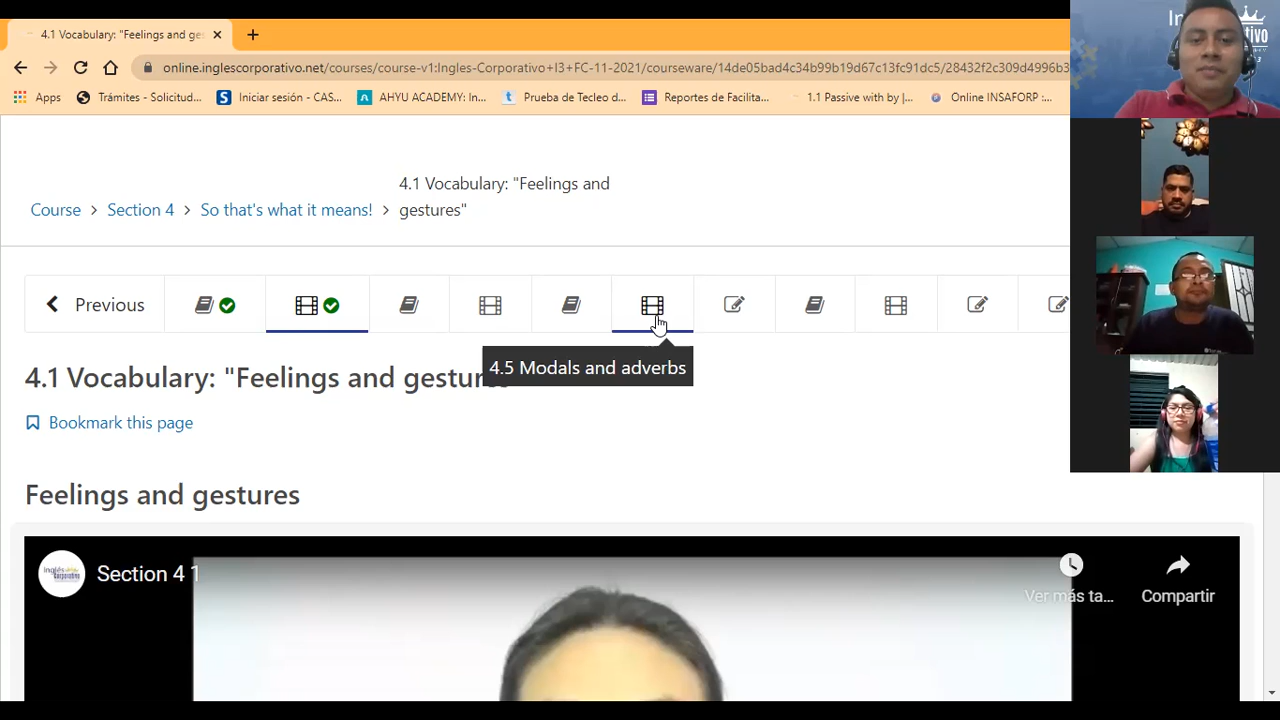 4.1 Vocabulary: "Feelings and ges
online.inglescorporativo.net/courses/course-v1:Ingles-Corporativo+I3+FC-11-2021/courseware/14de05bad4c34b99b19d67c13fc91dc5/28432f2c309d4996b3
Apps
Trámites - Solicitud...
Iniciar sesión - CAS...
AHYU ACADEMY: In...
Prueba de Tecleo d...
Reportes de Facilita...
1.1 Passive with by |...
Online INSAFORP :...
Course > Section 4 > So that's what it means! > 4.1 Vocabulary: "Feelings and
gestures"
Previous
4.5 Modals and adverbs
4.1 Vocabulary: "Feelings and gestures
Bookmark this page
Feelings and gestures
Section 4 1
Ver más ta...
Compartir